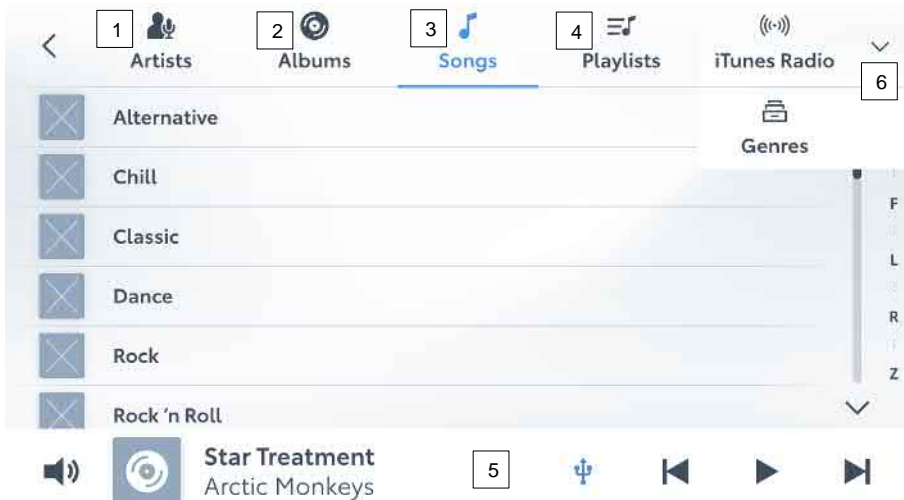 1
2
3
4
Artists
Albums
Songs
Playlists
iTunes Radio
6
Alternative
Genres
Chill
F
Classic
L
Dance
R
Rock
Z
Rock ‘n Roll
Star Treatment
5
Arctic Monkeys